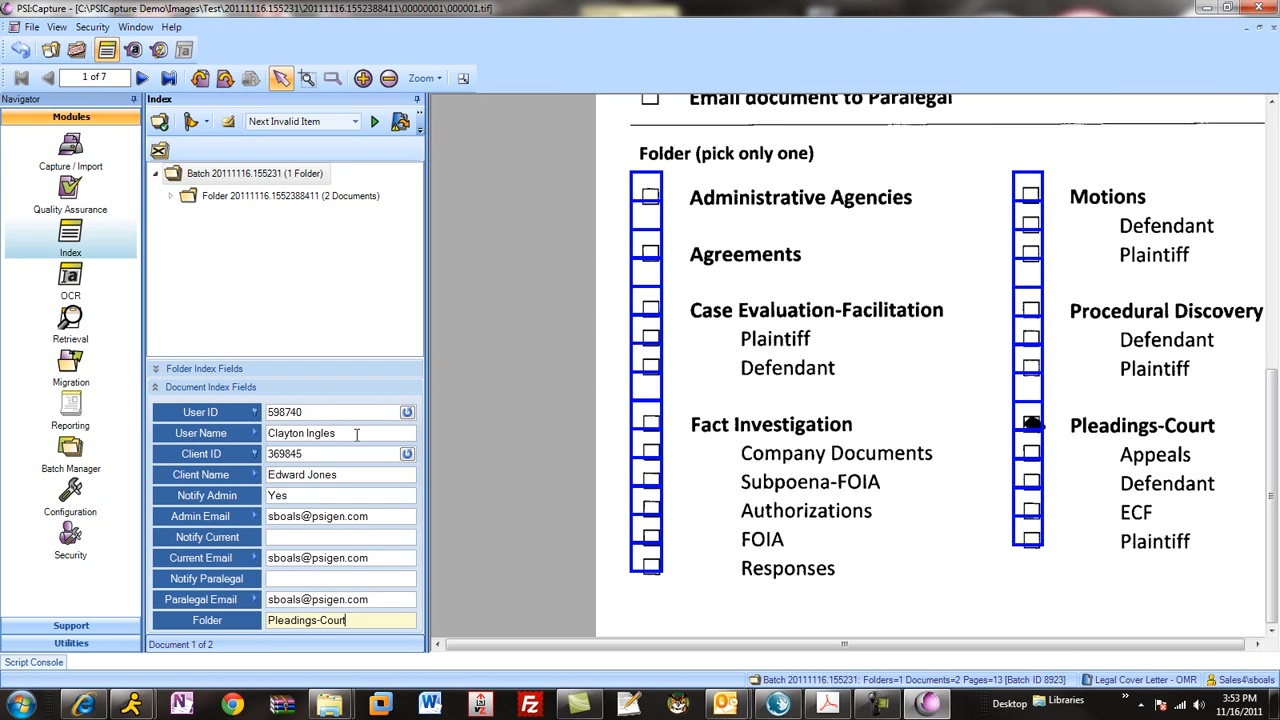 PSI:Capture - [C:\PSICapture Demo\Images\Test\20111116.155231\20111116.1552388411\00000001\000001.tif]
File View Security Window Help
1 of 7
Zoom
Navigator
Modules
Capture / Import
Quality Assurance
Index
OCR
Retrieval
Migration
Reporting
Batch Manager
Configuration
Security
Support
Utilities
Script Console
Index
Next Invalid Item
Batch 20111116.155231 (1 Folder)
Folder 20111116.1552388411 (2 Documents)
Folder Index Fields
Document Index Fields
User ID 598740
User Name Clayton Ingles
Client ID 369845
Client Name Edward Jones
Notify Admin Yes
Admin Email sboals@psigen.com
Notify Current
Current Email sboals@psigen.com
Notify Paralegal
Paralegal Email sboals@psigen.com
Folder Pleadings-Court
Document 1 of 2
Email document to Paralegal
Folder (pick only one)
Administrative Agencies
Agreements
Case Evaluation-Facilitation
Plaintiff
Defendant
Fact Investigation
Company Documents
Subpoena-FOIA
Authorizations
FOIA
Responses
Motions
Defendant
Plaintiff
Procedural Discovery
Defendant
Plaintiff
Pleadings-Court
Appeals
Defendant
ECF
Plaintiff
Batch 20111116.155231: Folders=1 Documents=2 Pages=13 [Batch ID 8923]
Legal Cover Letter - OMR
Sales4\sboals
Desktop
Libraries
3:53 PM
11/16/2011